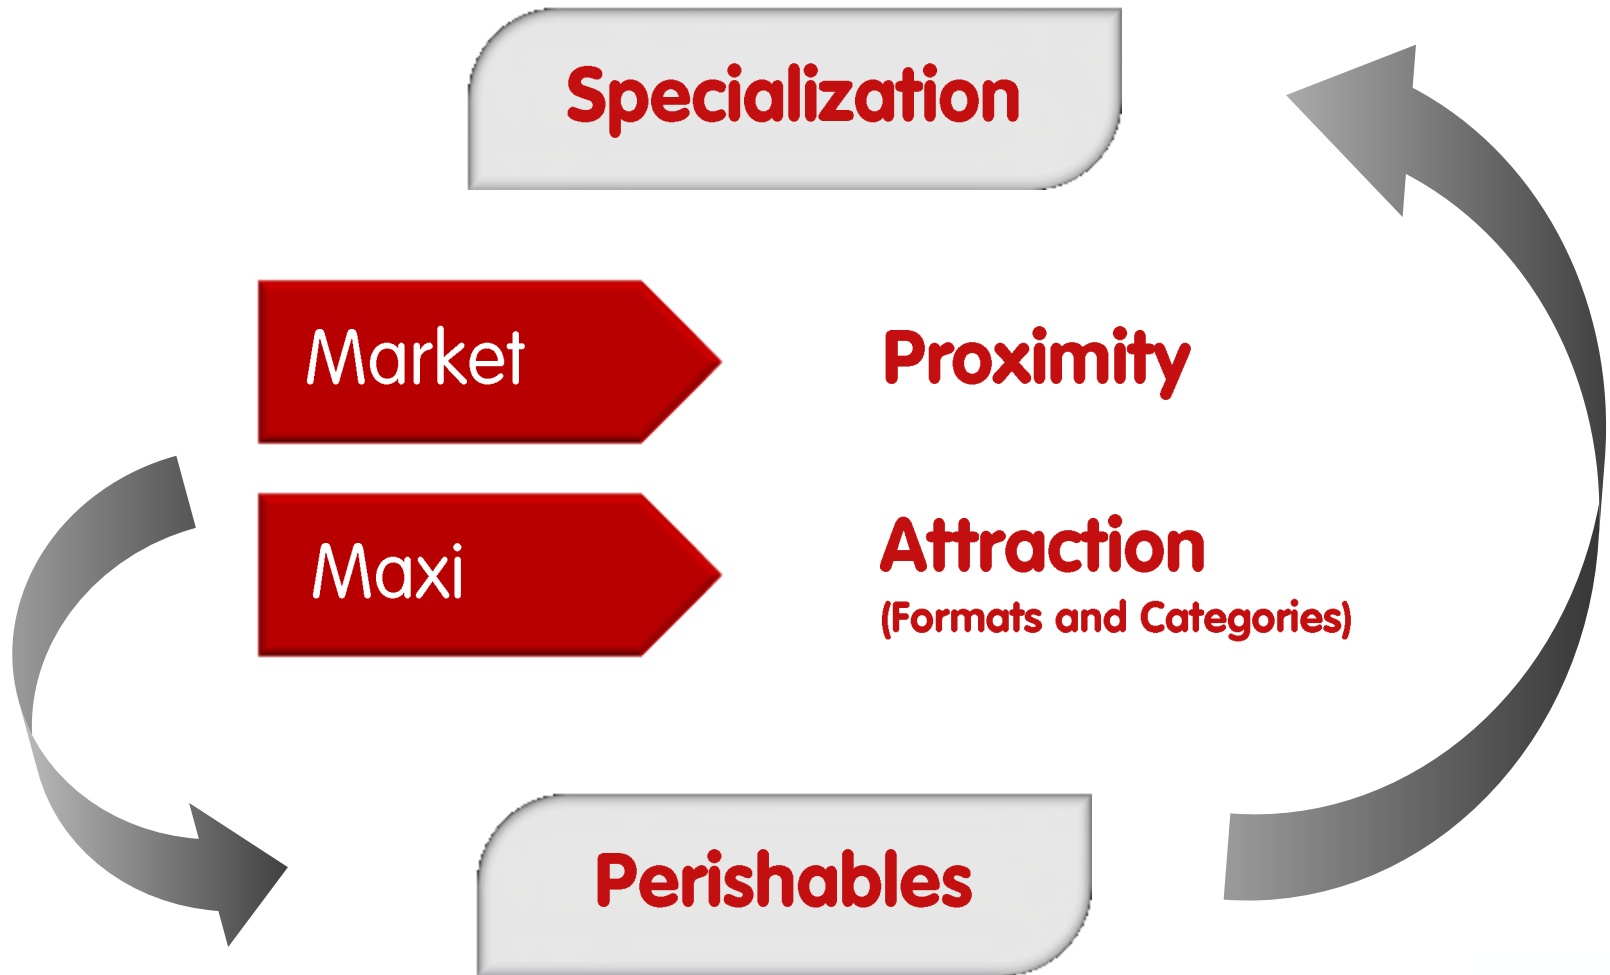 Specialization
Market
Proximity
Maxi
Attraction
(Formats and Categories)
Perishables